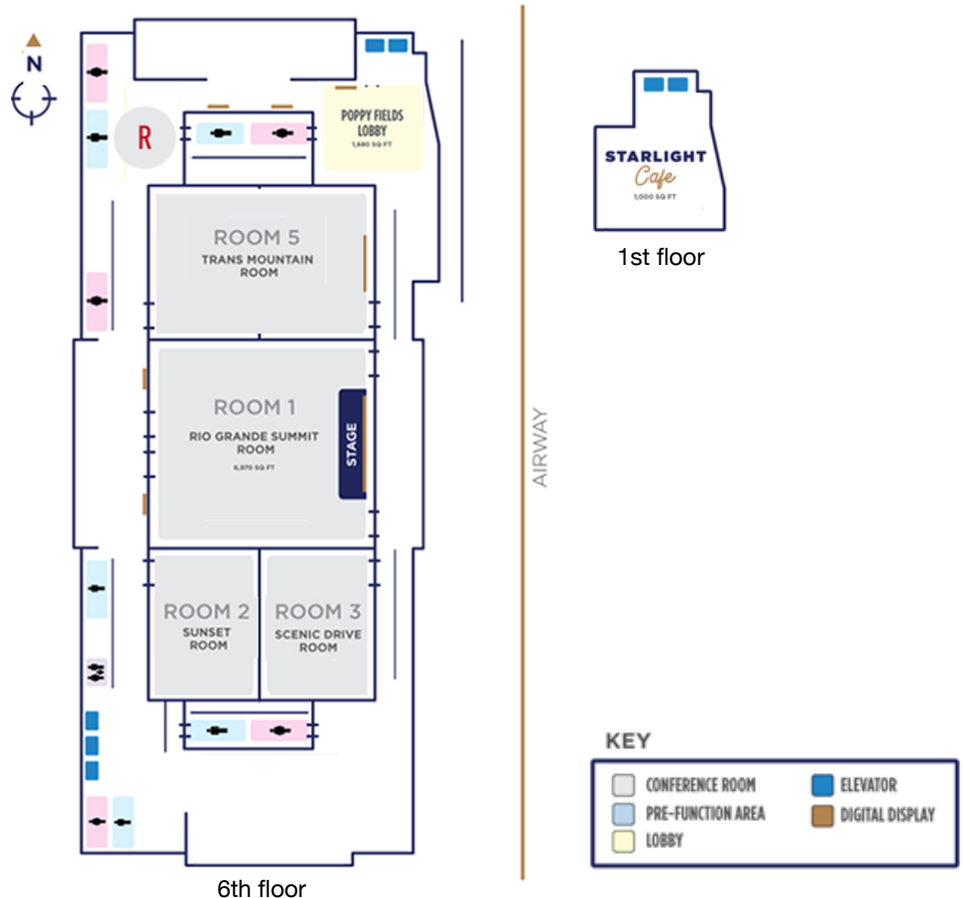 N
R
POPPY FIELDS
LOBBY
1,680 SQ FT
STARLIGHT
Cafe
1,000 SQ FT
1st floor
ROOM 5
TRANS MOUNTAIN
ROOM
ROOM 1
RIO GRANDE SUMMIT
ROOM
6,970 SQ FT
STAGE
AIRWAY
ROOM 2
SUNSET
ROOM
ROOM 3
SCENIC DRIVE
ROOM
KEY
CONFERENCE ROOM
PRE-FUNCTION AREA
LOBBY
ELEVATOR
DIGITAL DISPLAY
6th floor